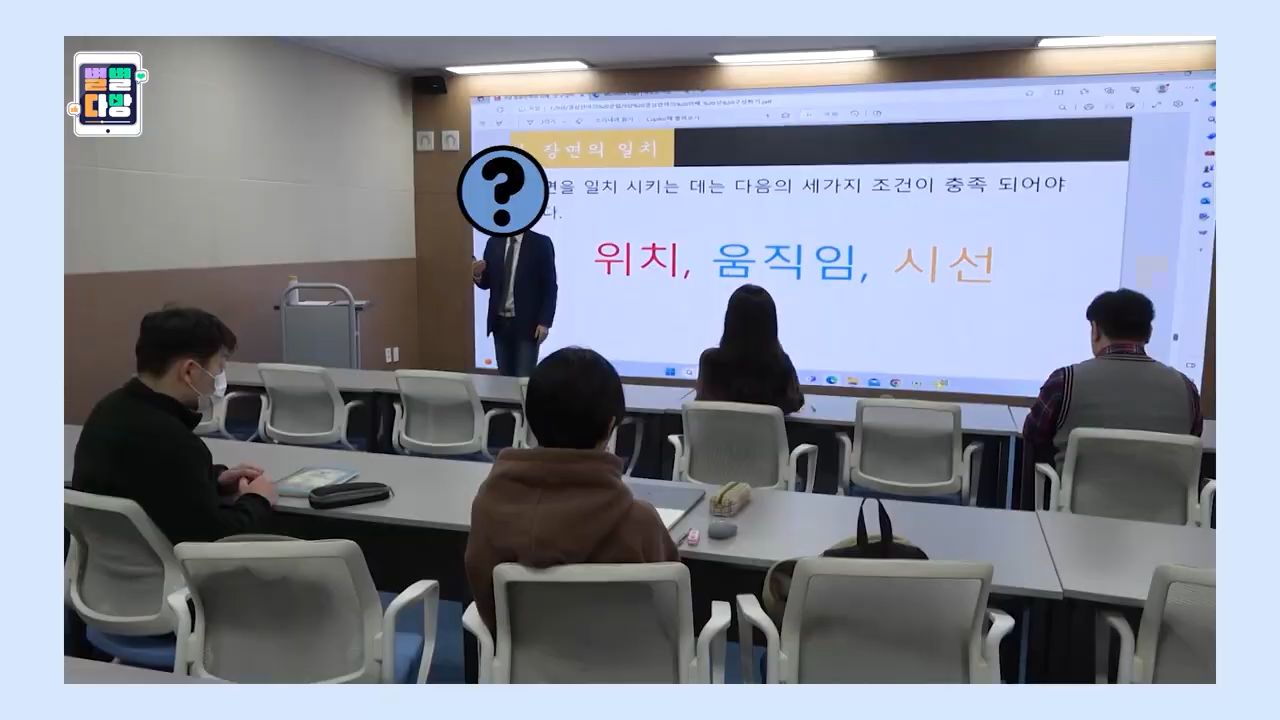 별별
다방
장면의 일치
면을 일치 시키는 데는 다음의 세가지 조건이 충족 되어야
다.
위치, 움직임, 시선
?